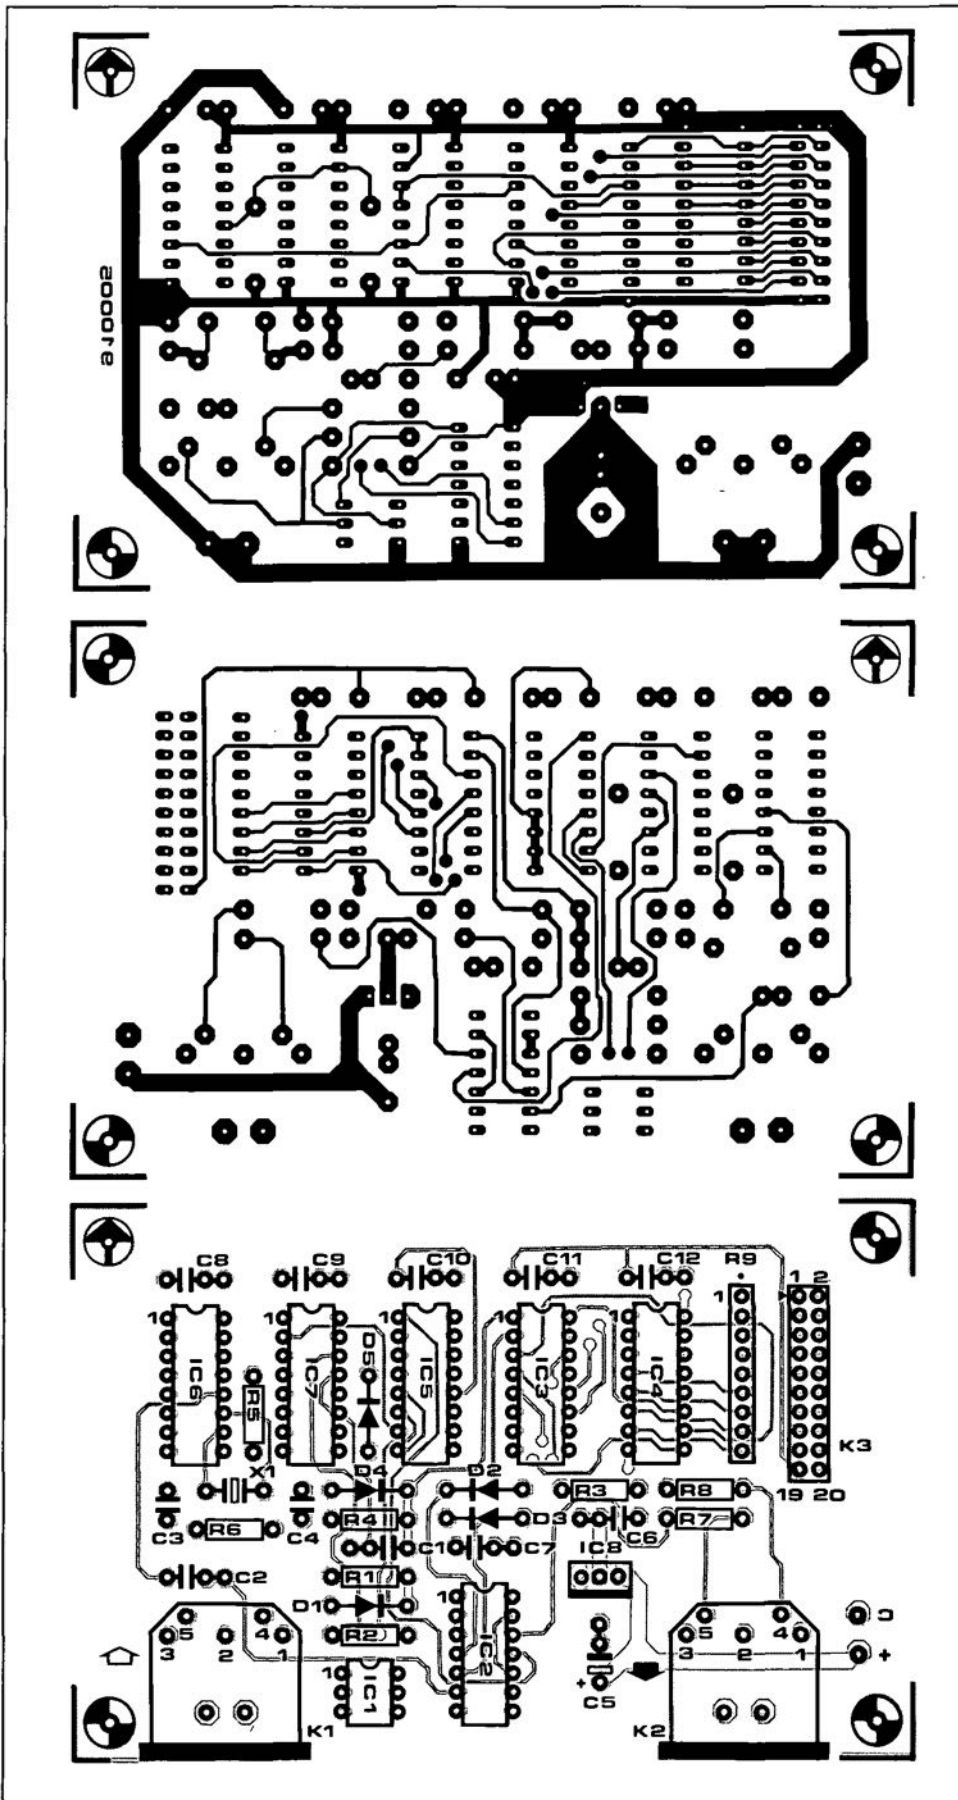 C8 C9 C10 C11 C12 R9
1 2
1 1 1 1 1 1
IC6 IC7 D5 IC5 IC3 IC4
R5
K3
X1 D4 D2 R3 R8 19 20
C3 R6 C4 R4 D3 C6 R7
C1 C7 IC8
C2 R1
D1 1
5 4 R2 IC2 5 4
3 2 1 3 2 1 +
1 IC1 + C5
K1 K2